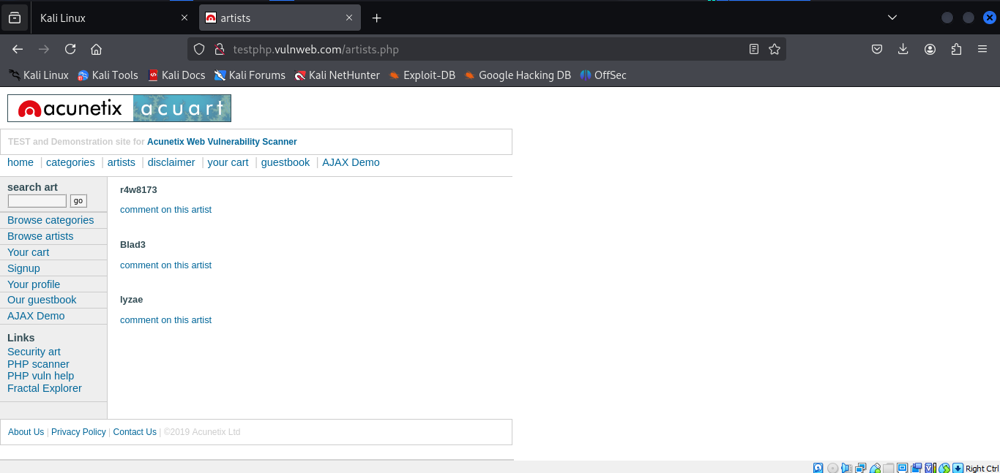 Kali Linux
artists
testphp.vulnweb.com/artists.php
Kali Linux Kali Tools Kali Docs Kali Forums Kali NetHunter Exploit-DB Google Hacking DB OffSec
acunetix acuart
TEST and Demonstration site for Acunetix Web Vulnerability Scanner
home | categories | artists | disclaimer | your cart | guestbook | AJAX Demo
search art
go
Browse categories
Browse artists
Your cart
Signup
Your profile
Our guestbook
AJAX Demo
Links
Security art
PHP scanner
PHP vuln help
Fractal Explorer
r4w8173
comment on this artist
Blad3
comment on this artist
lyzae
comment on this artist
About Us | Privacy Policy | Contact Us | ©2019 Acunetix Ltd
Right Ctrl